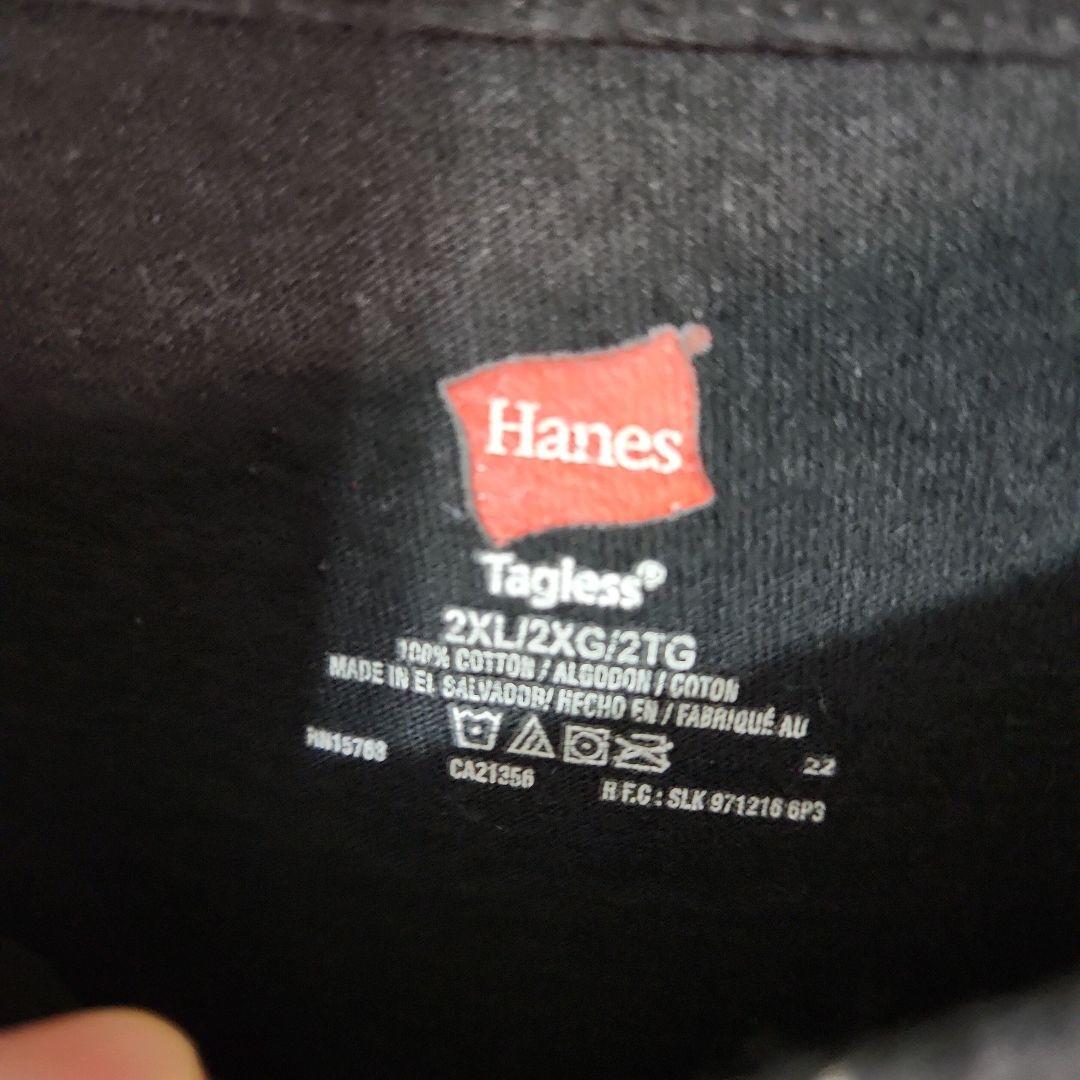 Hanes
Tagless®
2XL/2XG/2TG
100% COTTON / ALGODON / COTON
MADE IN EL SALVADOR/ HECHO EN / FABRIQUÉ AU
22
RN15763
CA21356
R F.C : SLK 971216 6P3